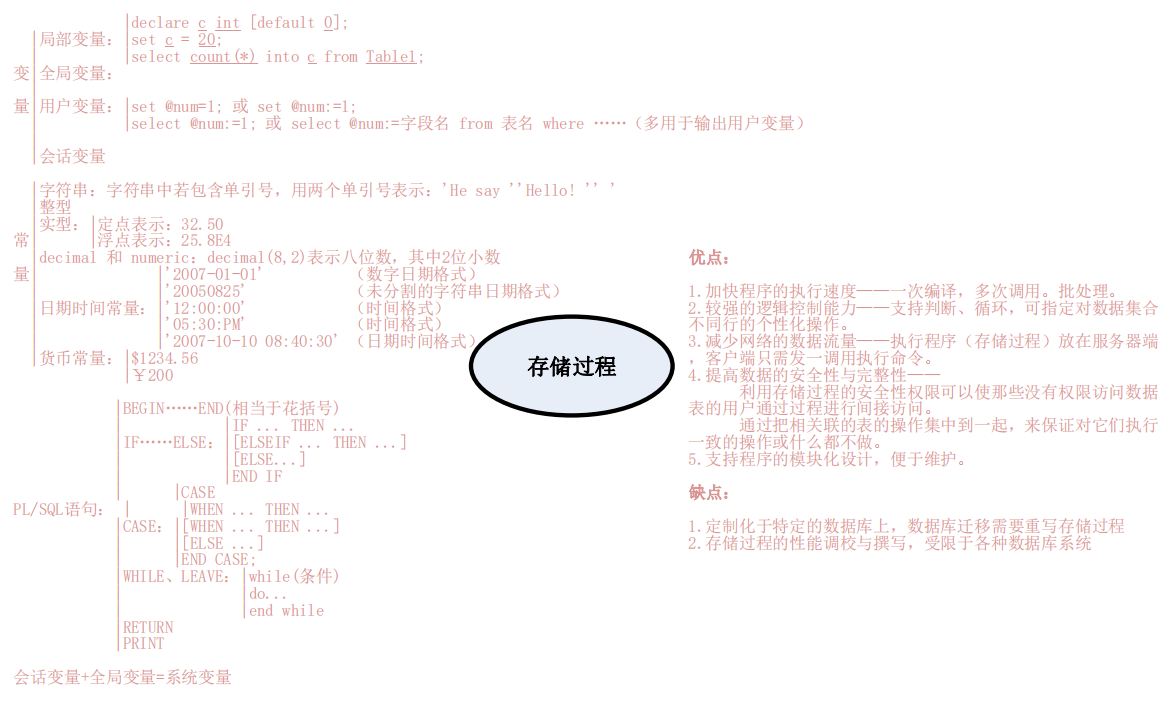 declare c int [default 0];
局部变量: set c = 20;
select count(*) into c from Table1;
变 全局变量:
量 用户变量: set @num=1; 或 set @num:=1;
select @num:=1; 或 select @num:=字段名 from 表名 where ……（多用于输出用户变量）
会话变量
字符串: 字符串中若包含单引号, 用两个单引号表示: 'He say ''Hello! '' '
整型
实型: 定点表示: 32.50
常 浮点表示: 25.8E4
decimal 和 numeric: decimal(8,2)表示八位数, 其中2位小数
量 '2007-01-01' （数字日期格式）
'20050825' （未分割的字符串日期格式）
日期时间常量: '12:00:00' （时间格式）
'05:30:PM' （时间格式）
'2007-10-10 08:40:30' （日期时间格式）
货币常量: $1234.56
￥200
BEGIN……END(相当于花括号)
IF ... THEN ...
IF……ELSE: [ELSEIF ... THEN ...]
[ELSE...]
END IF
CASE
PL/SQL语句: WHEN ... THEN ...
CASE: [WHEN ... THEN ...]
[ELSE ...]
END CASE;
WHILE、LEAVE: while(条件)
do...
end while
RETURN
PRINT
会话变量+全局变量=系统变量
存储过程
优点:
1.加快程序的执行速度——一次编译, 多次调用。批处理。
2.较强的逻辑控制能力——支持判断、循环, 可指定对数据集合
不同行的个性化操作。
3.减少网络的数据流量——执行程序（存储过程）放在服务器端
, 客户端只需发一调用执行命令。
4.提高数据的安全性与完整性——
利用存储过程的安全性权限可以使那些没有权限访问数据
表的用户通过过程进行间接访问。
通过把相关联的表的操作集中到一起, 来保证对它们执行
一致的操作或什么都不做。
5.支持程序的模块化设计, 便于维护。
缺点:
1.定制化于特定的数据库上, 数据库迁移需要重写存储过程
2.存储过程的性能调校与撰写, 受限于各种数据库系统